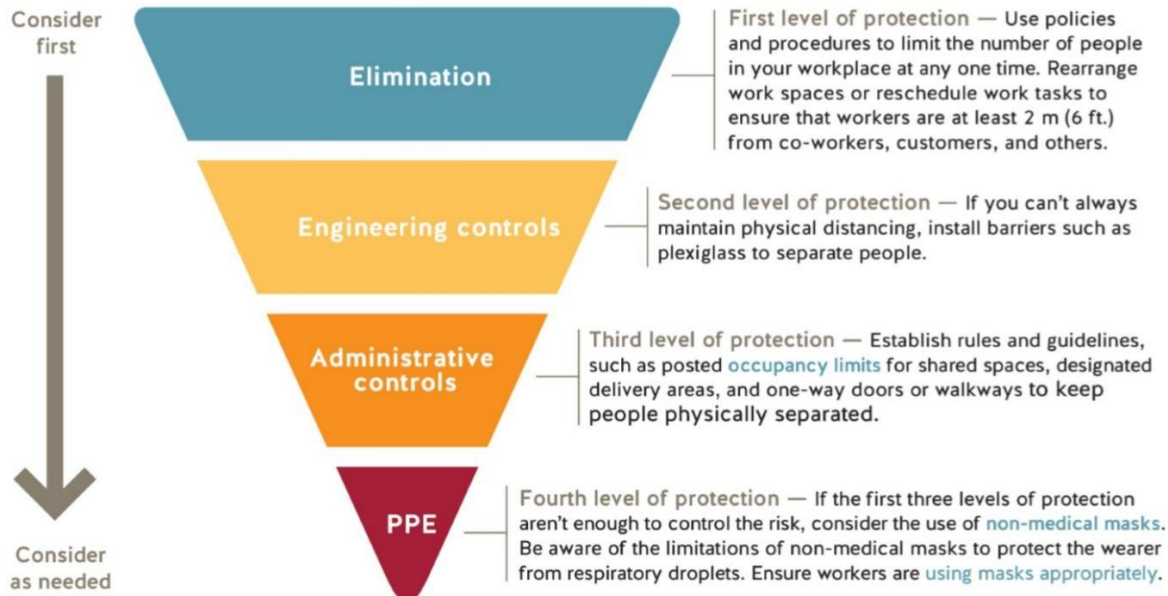 Consider
first
Elimination
First level of protection — Use policies
and procedures to limit the number of people
in your workplace at any one time. Rearrange
work spaces or reschedule work tasks to
ensure that workers are at least 2 m (6 ft.)
from co-workers, customers, and others.
Engineering controls
Second level of protection — If you can't always
maintain physical distancing, install barriers such as
plexiglass to separate people.
Administrative
controls
Third level of protection — Establish rules and guidelines,
such as posted occupancy limits for shared spaces, designated
delivery areas, and one-way doors or walkways to keep
people physically separated.
PPE
Fourth level of protection — If the first three levels of protection
aren't enough to control the risk, consider the use of non-medical masks.
Be aware of the limitations of non-medical masks to protect the wearer
from respiratory droplets. Ensure workers are using masks appropriately.
Consider
as needed